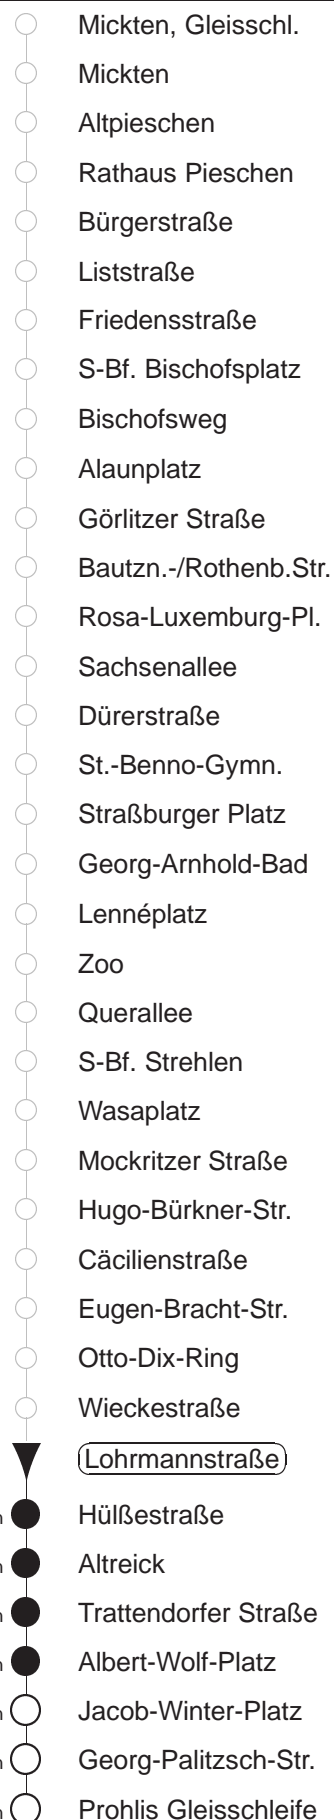 Mickten, Gleisschl.
Mickten
Altpieschen
Rathaus Pieschen
Bürgerstraße
Liststraße
Friedensstraße
S-Bf. Bischofsplatz
Bischofsweg
Alaunplatz
Görlitzer Straße
Bautzn.-/Rothenb.Str.
Rosa-Luxemburg-Pl.
Sachsenallee
Dürerstraße
St.-Benno-Gymn.
Straßburger Platz
Georg-Arnhold-Bad
Lennéplatz
Zoo
Querallee
S-Bf. Strehlen
Wasaplatz
Mockritzer Straße
Hugo-Bürkner-Str.
Cäcilienstraße
Eugen-Bracht-Str.
Otto-Dix-Ring
Wieckestraße
Lohrmannstraße
Hülßestraße
Altreick
Trattendorfer Straße
Albert-Wolf-Platz
Jacob-Winter-Platz
Georg-Palitzsch-Str.
Prohlis Gleisschleife